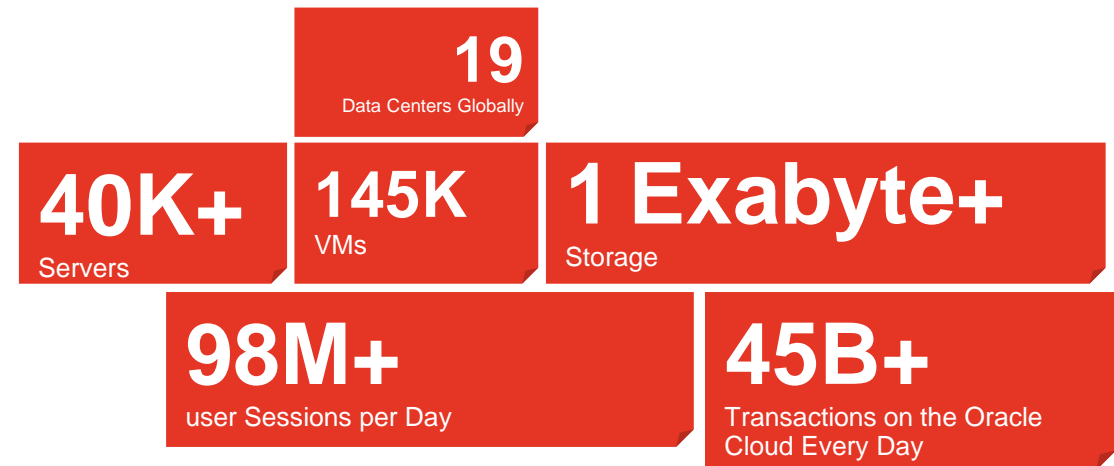 19
Data Centers Globally
40K+
Servers
145K
VMs
1 Exabyte+
Storage
98M+
user Sessions per Day
45B+
Transactions on the Oracle
Cloud Every Day